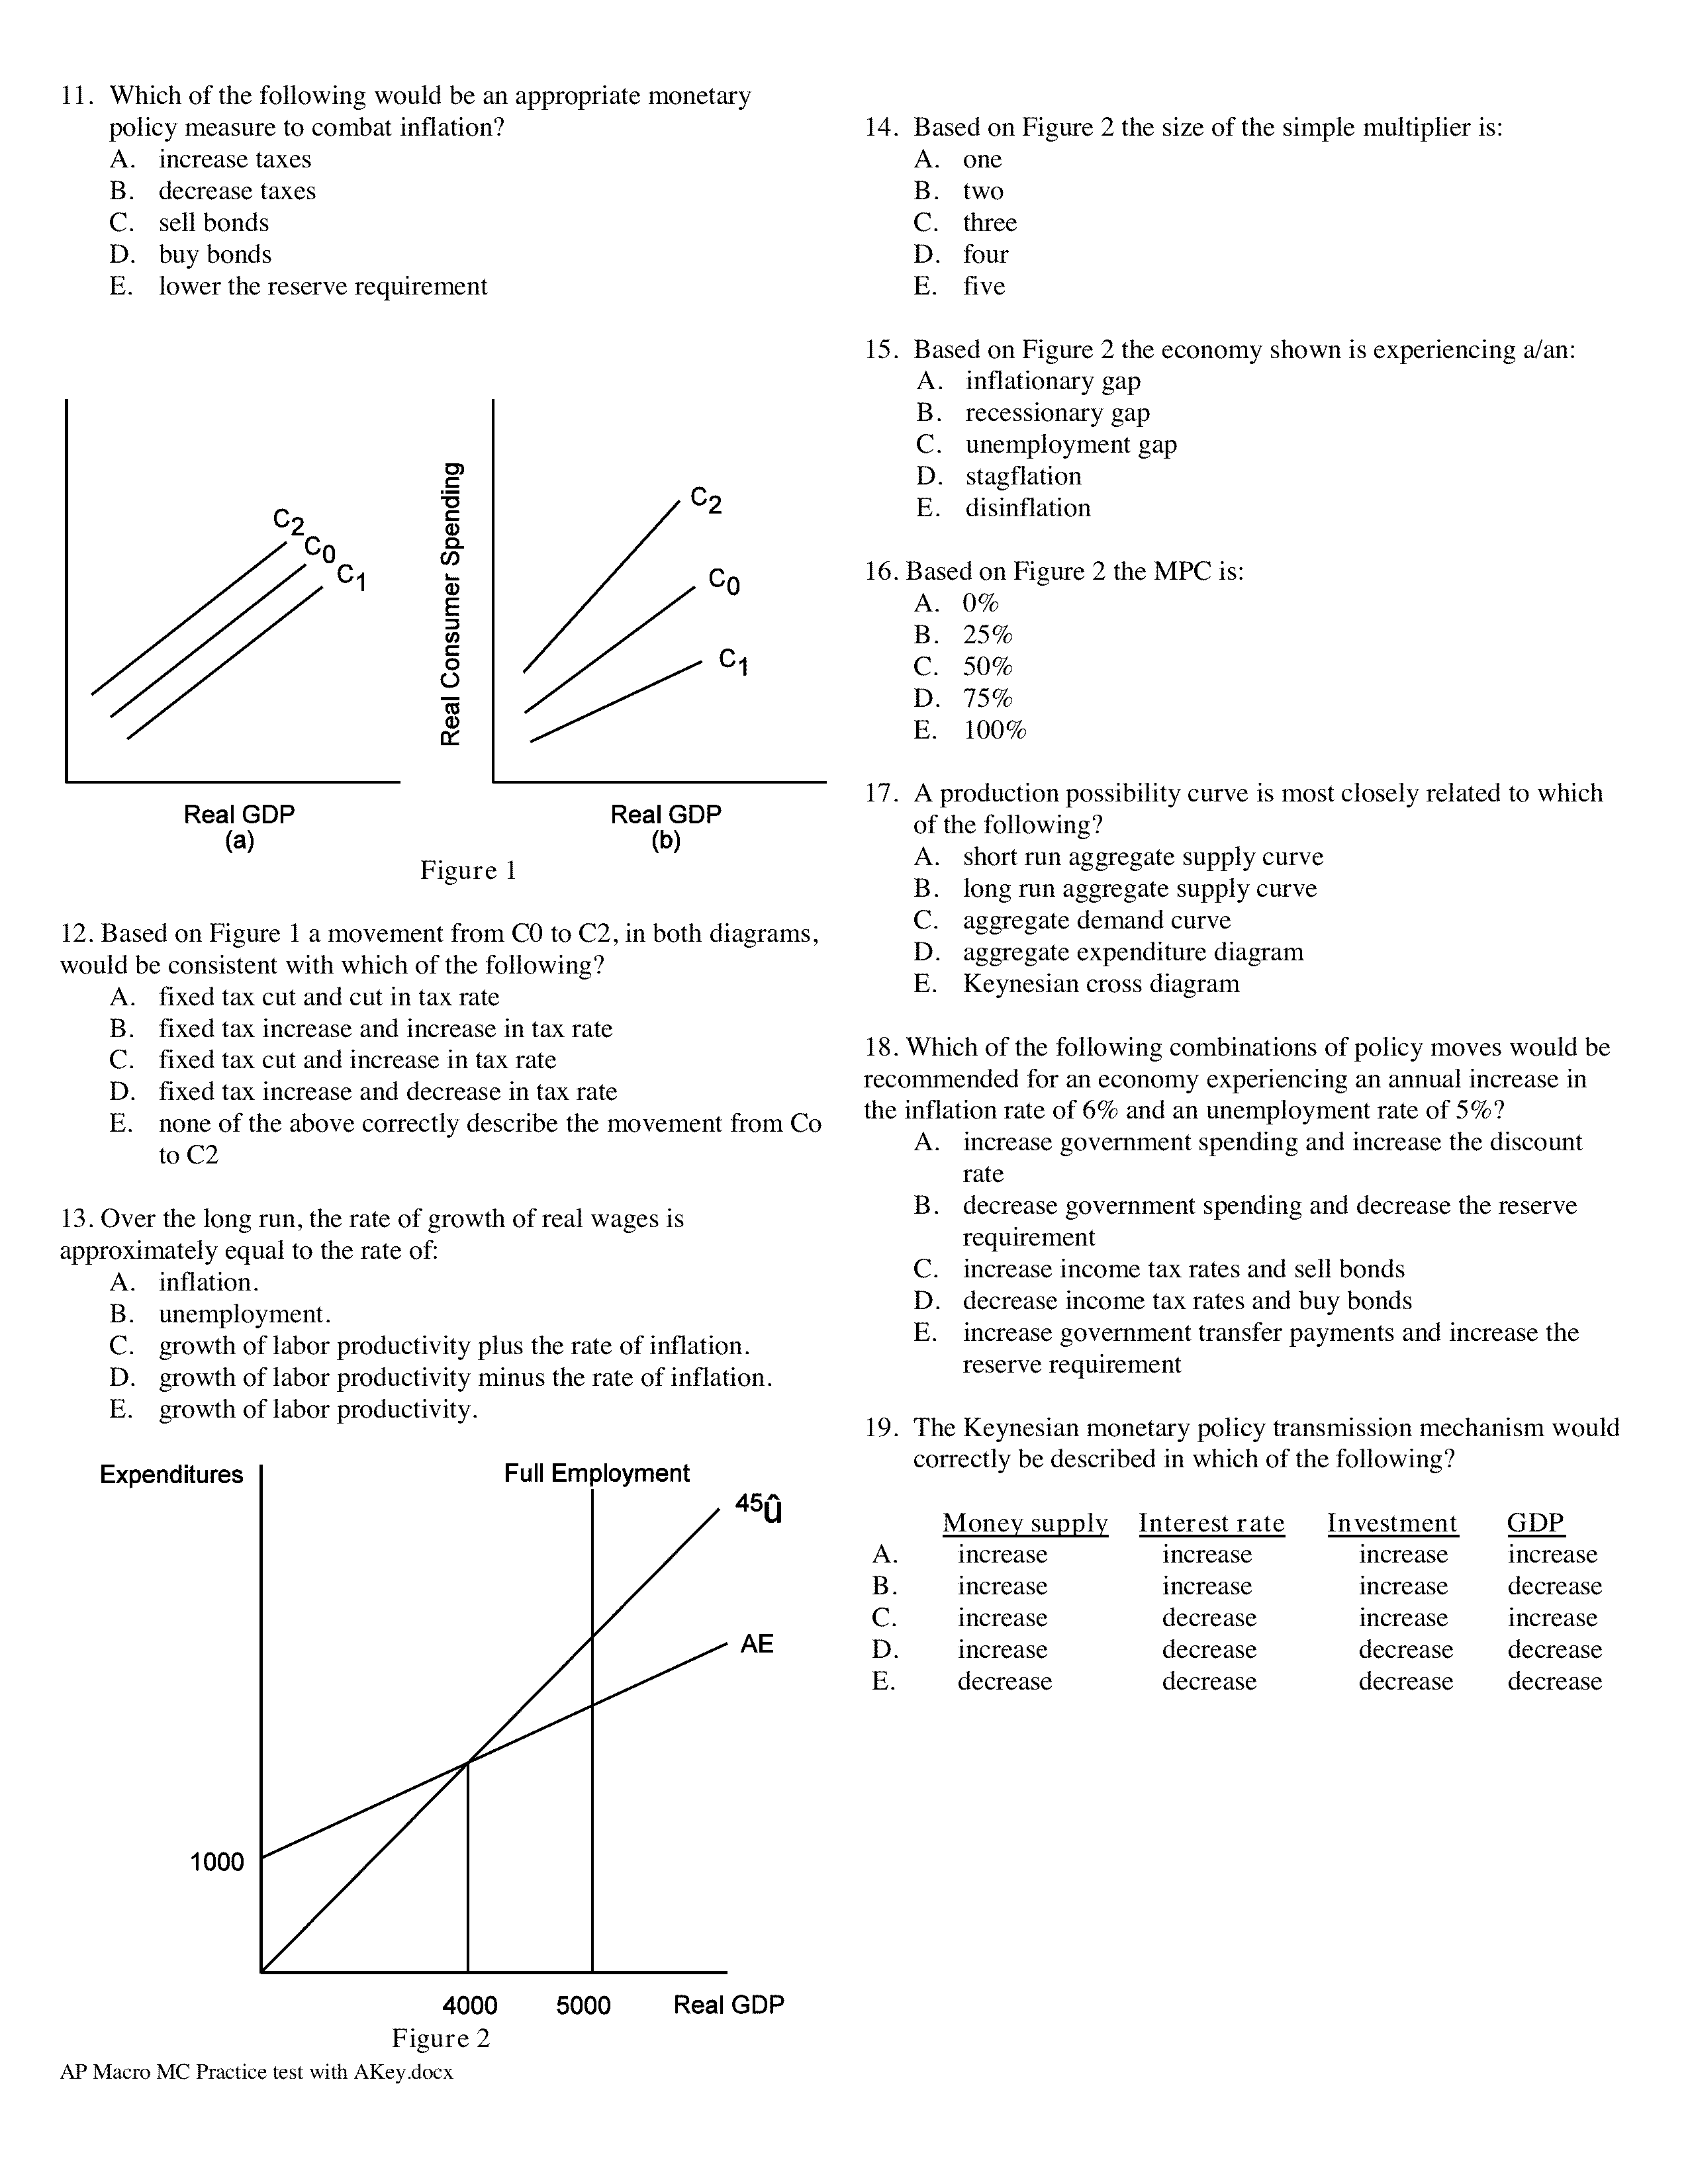 11. Which of the following would be an appropriate monetary
policy measure to combat inflation?
A. increase taxes
B. decrease taxes
C. sell bonds
D. buy bonds
E. lower the reserve requirement
C2
C0
C1
Real GDP
(a)
Real Consumer Spending
C2
C0
C1
Real GDP
(b)
Figure 1
12. Based on Figure 1 a movement from C0 to C2, in both diagrams,
would be consistent with which of the following?
A. fixed tax cut and cut in tax rate
B. fixed tax increase and increase in tax rate
C. fixed tax cut and increase in tax rate
D. fixed tax increase and decrease in tax rate
E. none of the above correctly describe the movement from Co
to C2
13. Over the long run, the rate of growth of real wages is
approximately equal to the rate of:
A. inflation.
B. unemployment.
C. growth of labor productivity plus the rate of inflation.
D. growth of labor productivity minus the rate of inflation.
E. growth of labor productivity.
Expenditures
Full Employment
45û
AE
1000
4000 5000 Real GDP
Figure 2
AP Macro MC Practice test with AKey.docx
14. Based on Figure 2 the size of the simple multiplier is:
A. one
B. two
C. three
D. four
E. five
15. Based on Figure 2 the economy shown is experiencing a/an:
A. inflationary gap
B. recessionary gap
C. unemployment gap
D. stagflation
E. disinflation
16. Based on Figure 2 the MPC is:
A. 0%
B. 25%
C. 50%
D. 75%
E. 100%
17. A production possibility curve is most closely related to which
of the following?
A. short run aggregate supply curve
B. long run aggregate supply curve
C. aggregate demand curve
D. aggregate expenditure diagram
E. Keynesian cross diagram
18. Which of the following combinations of policy moves would be
recommended for an economy experiencing an annual increase in
the inflation rate of 6% and an unemployment rate of 5%?
A. increase government spending and increase the discount
rate
B. decrease government spending and decrease the reserve
requirement
C. increase income tax rates and sell bonds
D. decrease income tax rates and buy bonds
E. increase government transfer payments and increase the
reserve requirement
19. The Keynesian monetary policy transmission mechanism would
correctly be described in which of the following?
Money supply Interest rate Investment GDP
A. increase increase increase increase
B. increase increase increase decrease
C. increase decrease increase increase
D. increase decrease decrease decrease
E. decrease decrease decrease decrease